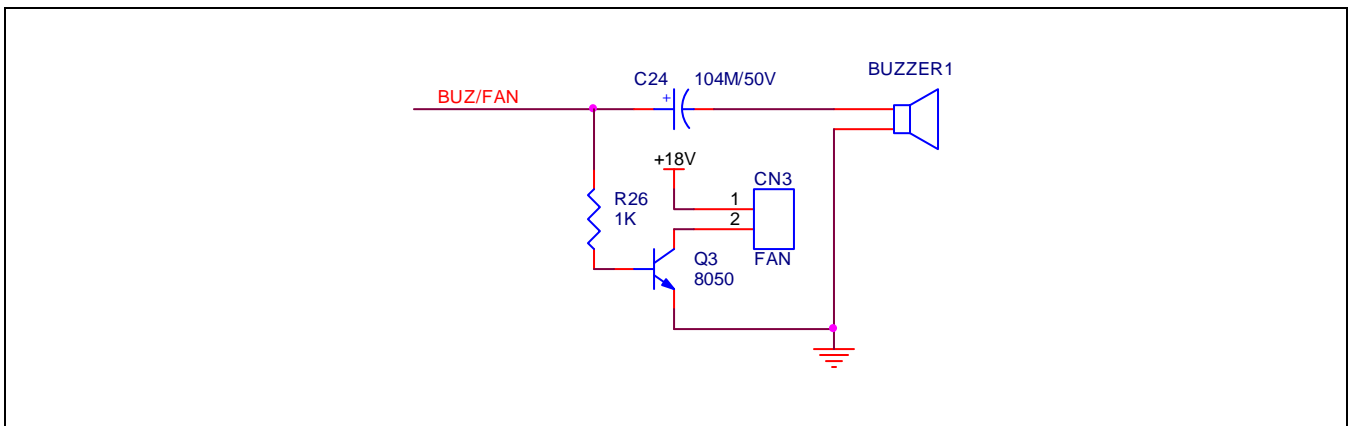 BUZZER1
C24 104M/50V
BUZ/FAN
+18V
CN3
R26
1K
1
2
Q3
8050
FAN